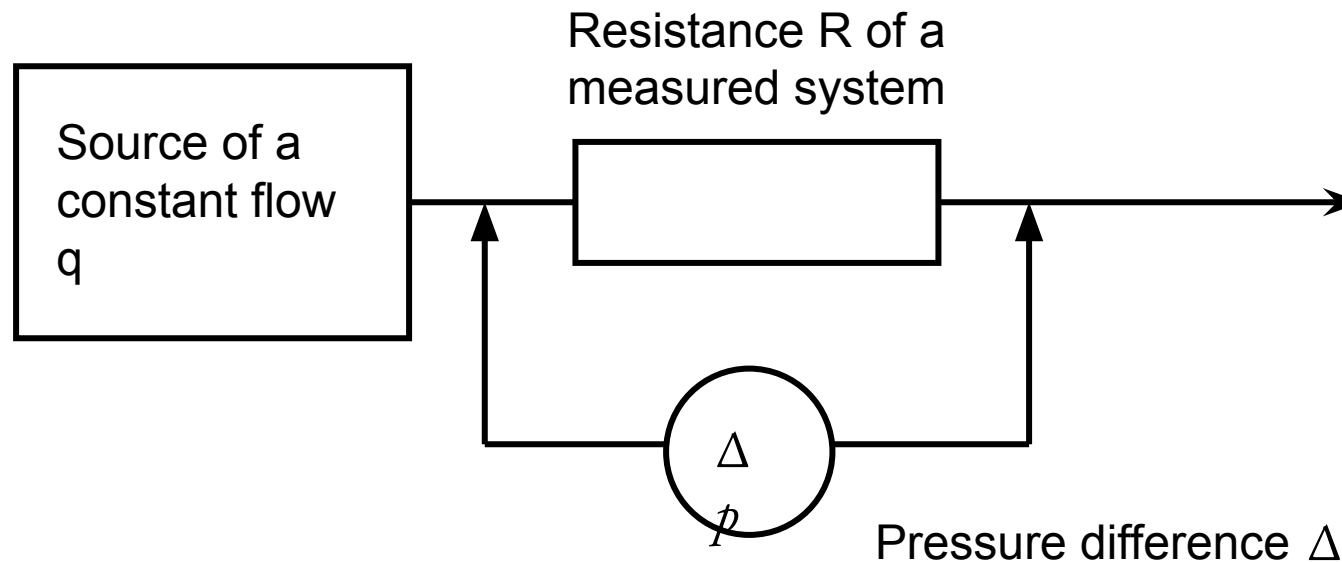 Resistance R of a
measured system
Source of a
constant flow
q
Δ
p
Pressure difference Δ